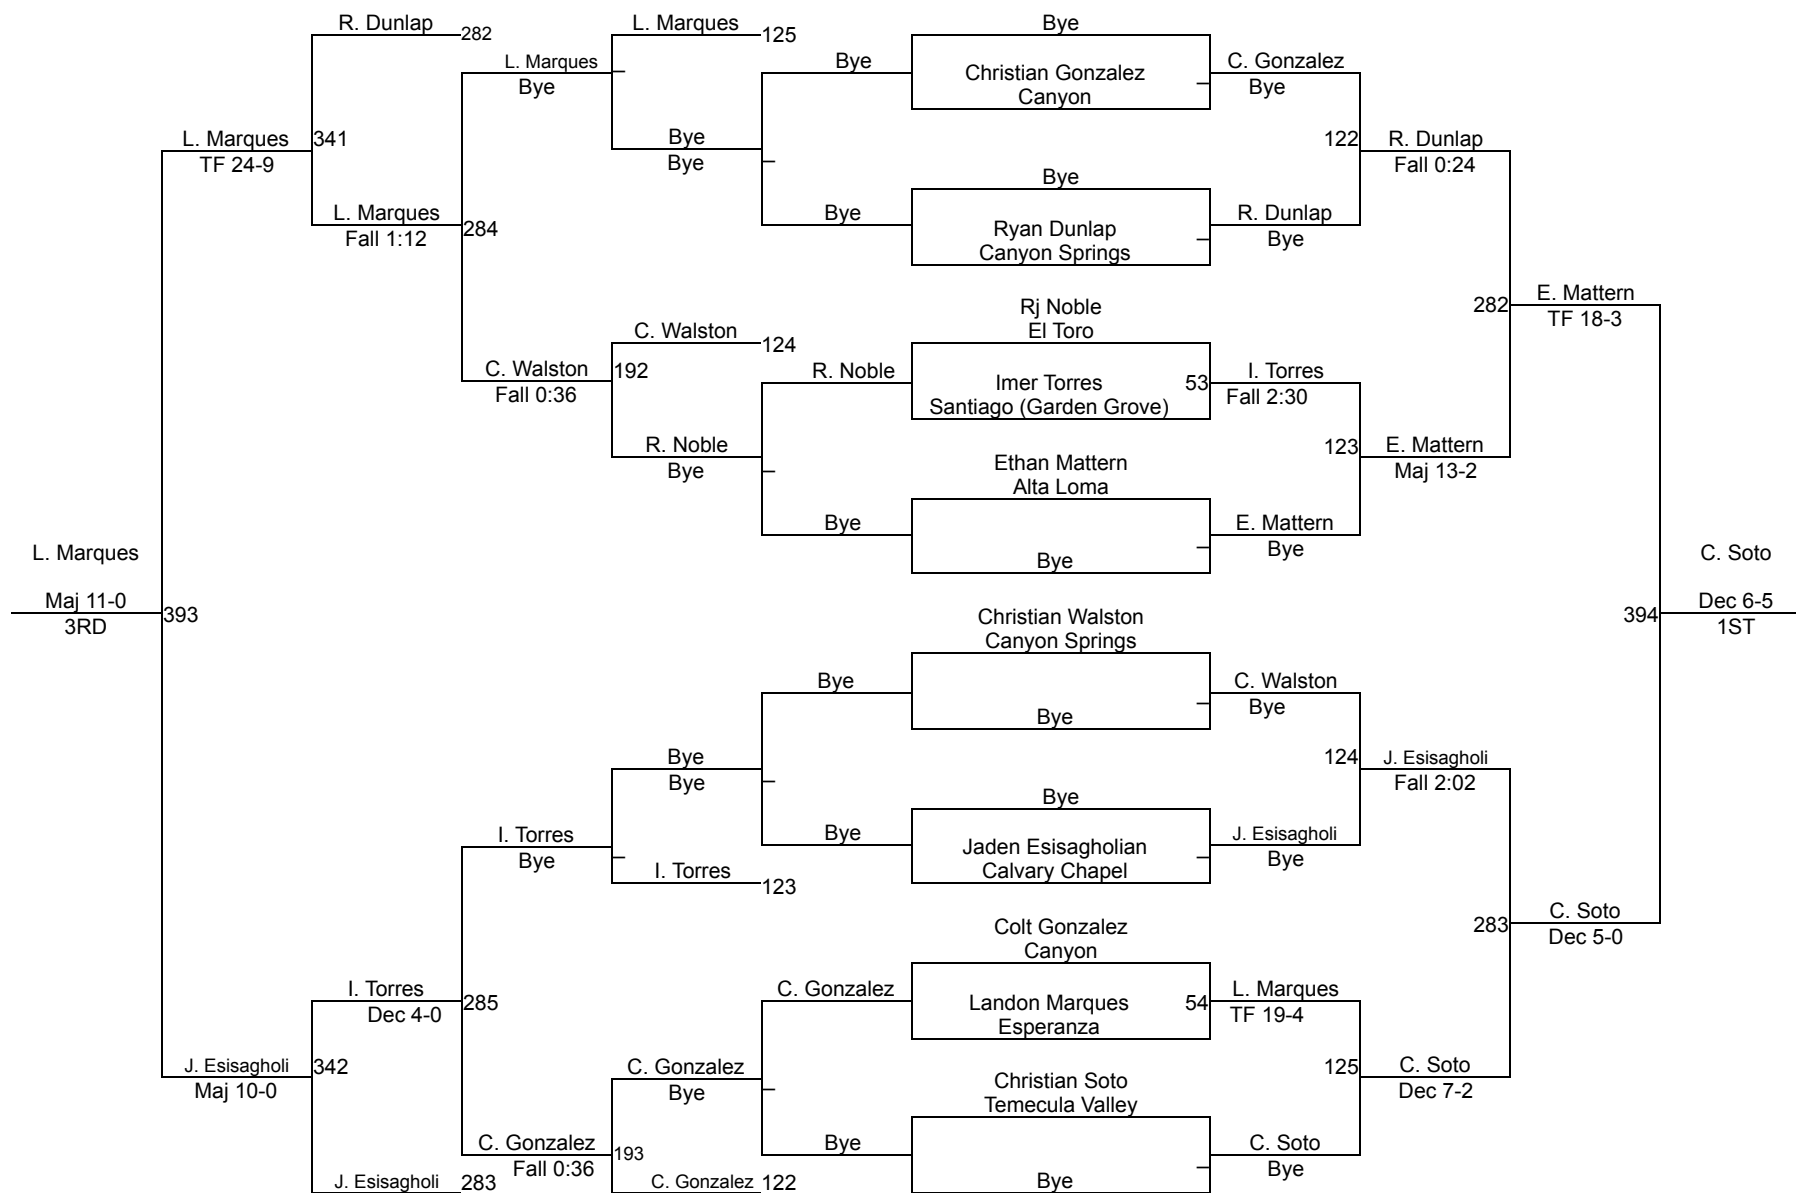 R. Dunlap
282
L. Marques
125
Bye
L. Marques
Bye
Bye
Christian Gonzalez
Canyon
C. Gonzalez
Bye
L. Marques
TF 24-9
341
Bye
Bye
122
R. Dunlap
Fall 0:24
L. Marques
Fall 1:12
284
Bye
Bye
Ryan Dunlap
Canyon Springs
R. Dunlap
Bye
Rj Noble
El Toro
282
E. Mattern
TF 18-3
C. Walston
124
C. Walston
Fall 0:36
192
R. Noble
Imer Torres
Santiago (Garden Grove)
53
I. Torres
Fall 2:30
R. Noble
Bye
Ethan Mattern
Alta Loma
123
E. Mattern
Maj 13-2
Bye
Bye
E. Mattern
Bye
L. Marques
Maj 11-0
3RD
393
C. Soto
Dec 6-5
1ST
394
Christian Walston
Canyon Springs
Bye
Bye
C. Walston
Bye
Bye
Bye
124
J. Esisagholi
Fall 2:02
I. Torres
Bye
Bye
Bye
Jaden Esisagholian
Calvary Chapel
J. Esisagholi
Bye
I. Torres
123
Colt Gonzalez
Canyon
283
C. Soto
Dec 5-0
I. Torres
Dec 4-0
285
C. Gonzalez
Landon Marques
Esperanza
54
L. Marques
TF 19-4
J. Esisagholi
Maj 10-0
342
C. Gonzalez
Bye
Christian Soto
Temecula Valley
125
C. Soto
Dec 7-2
C. Gonzalez
Fall 0:36
193
Bye
Bye
C. Soto
Bye
J. Esisagholi
283
C. Gonzalez
122